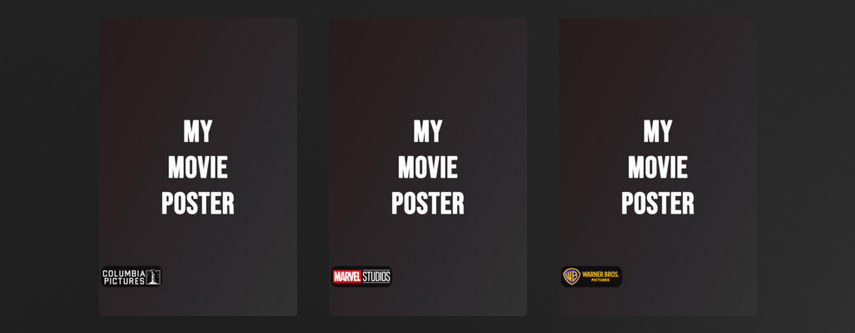 MY
MOVIE
POSTER
COLUMBIA
PICTURES
MY
MOVIE
POSTER
MARVEL STUDIOS
MY
MOVIE
POSTER
WB WARNER BROS.
PICTURES